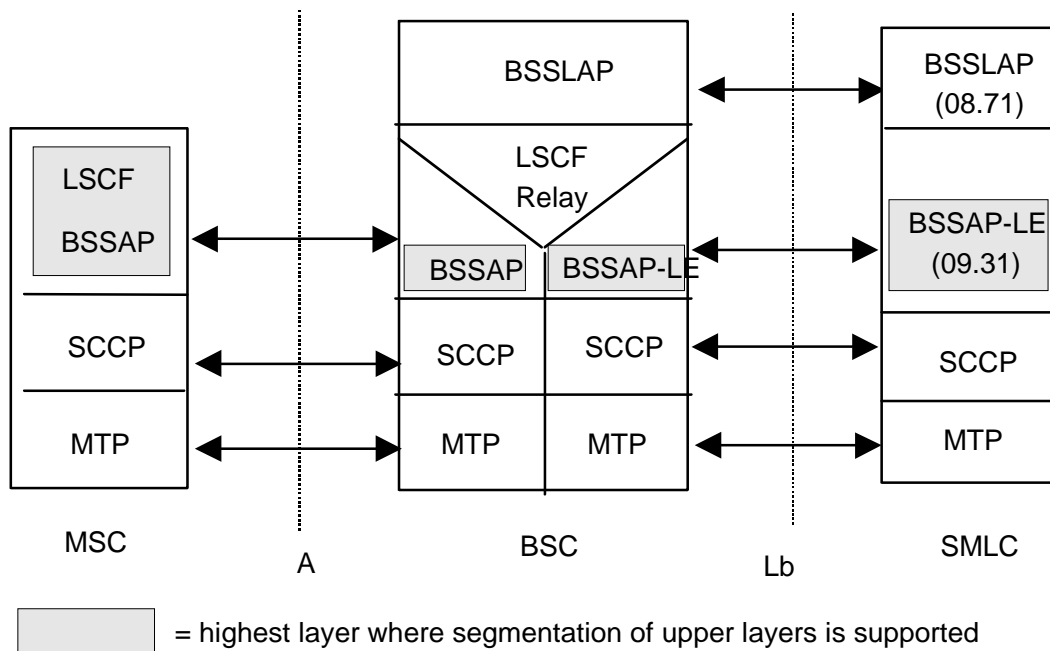 LSCF
BSSAP
SCCP
MTP
MSC
A
BSSLAP
LSCF
Relay
BSSAP
BSSAP-LE
SCCP
SCCP
MTP
MTP
BSC
Lb
BSSLAP
(08.71)
BSSAP-LE
(09.31)
SCCP
MTP
SMLC
= highest layer where segmentation of upper layers is supported